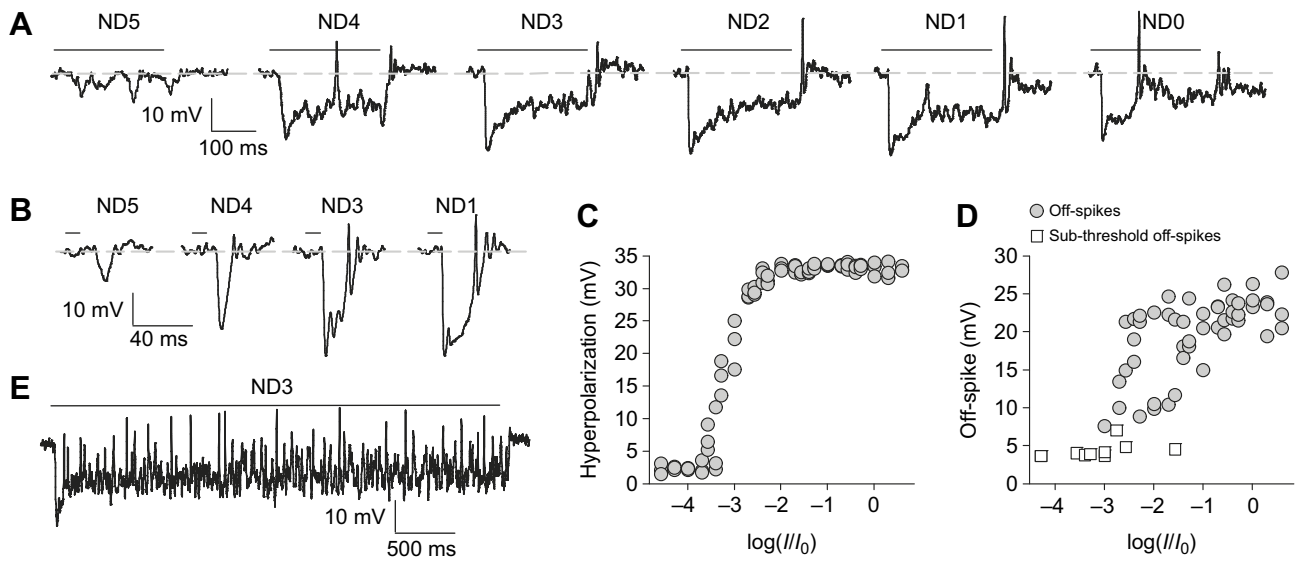 A
ND5 ND4 ND3 ND2 ND1 ND0
10 mV
100 ms
B
ND5 ND4 ND3 ND1
10 mV
40 ms
E
ND3
10 mV
500 ms
C
Hyperpolarization (mV)
35
30
25
20
15
10
5
0
–4 –3 –2 –1 0
log(I/I0)
D
Off-spikes
Sub-threshold off-spikes
Off-spike (mV)
30
25
20
15
10
5
0
–4 –3 –2 –1 0
log(I/I0)